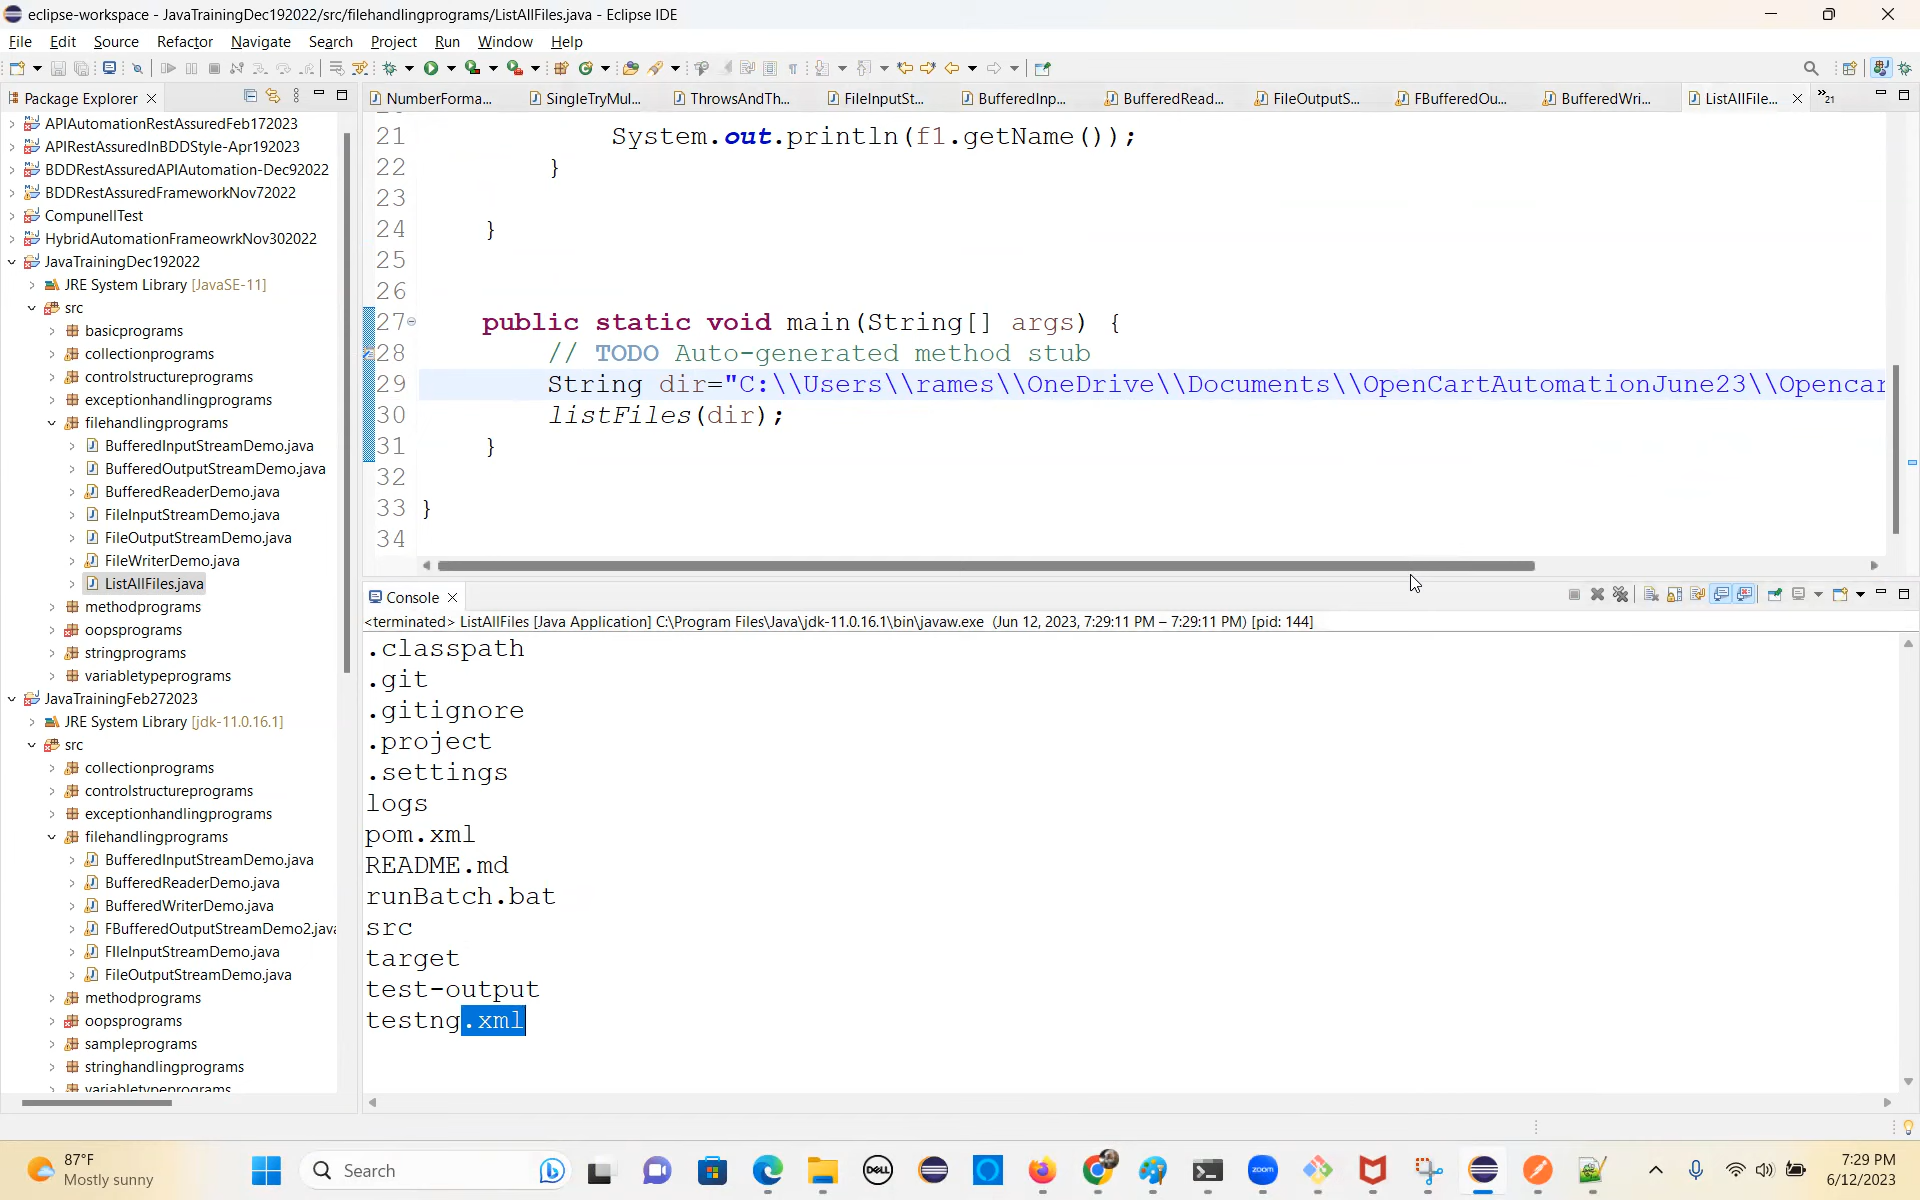 eclipse-workspace - JavaTrainingDec192022/src/filehandlingprograms/ListAllFiles.java - Eclipse IDE
File Edit Source Refactor Navigate Search Project Run Window Help
Package Explorer
NumberForma... SingleTryMul... ThrowsAndTh... FileInputSt... BufferedInp... BufferedRead... FileOutputS... FBufferedOu... BufferedWri... ListAllFile... »21
APIAutomationRestAssuredFeb172023
APIRestAssuredInBDDStyle-Apr192023
BDDRestAssuredAPIAutomation-Dec92022
BDDRestAssuredFrameworkNov72022
CompunellTest
HybridAutomationFrameowrkNov302022
JavaTrainingDec192022
JRE System Library [JavaSE-11]
src
basicprograms
collectionprograms
controlstructureprograms
exceptionhandlingprograms
filehandlingprograms
BufferedInputStreamDemo.java
BufferedOutputStreamDemo.java
BufferedReaderDemo.java
FileInputStreamDemo.java
FileOutputStreamDemo.java
FileWriterDemo.java
ListAllFiles.java
methodprograms
oopsprograms
stringprograms
variabletypeprograms
JavaTrainingFeb272023
JRE System Library [jdk-11.0.16.1]
src
collectionprograms
controlstructureprograms
exceptionhandlingprograms
filehandlingprograms
BufferedInputStreamDemo.java
BufferedReaderDemo.java
BufferedWriterDemo.java
FBufferedOutputStreamDemo2.java
FIleInputStreamDemo.java
FileOutputStreamDemo.java
methodprograms
oopsprograms
sampleprograms
stringhandlingprograms
variabletypeprograms
21 System.out.println(f1.getName());
22 }
23
24 }
25
26
27 public static void main(String[] args) {
28 // TODO Auto-generated method stub
29 String dir="C:\\Users\\rames\\OneDrive\\Documents\\OpenCartAutomationJune23\\Opencar
30 listFiles(dir);
31 }
32
33 }
34
Console
<terminated> ListAllFiles [Java Application] C:\Program Files\Java\jdk-11.0.16.1\bin\javaw.exe (Jun 12, 2023, 7:29:11 PM – 7:29:11 PM) [pid: 144]
.classpath
.git
.gitignore
.project
.settings
logs
pom.xml
README.md
runBatch.bat
src
target
test-output
testng.xml
87°F
Mostly sunny
Search
DELL
zoom
7:29 PM
6/12/2023